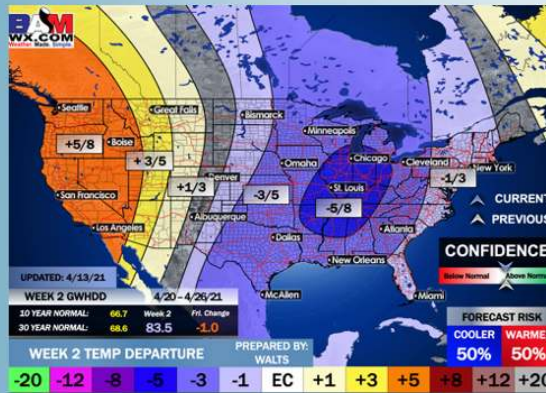 BAM
WX.COM
Weather Made Simple.
Seattle
Great Falls
Bismarck
+5/8
Boise
+ 3/5
Minneapolis
+1/3
Denver
Omaha
Chicago
Cleveland
-1/3
New York
San Francisco
-3/5
St. Louis
-5/8
CURRENT
PREVIOUS
Los Angeles
Albuquerque
Dallas
Atlanta
CONFIDENCE
Below Normal
Above Normal
New Orleans
UPDATED: 4/13/21
McAllen
Miami
WEEK 2 GWHDD 4/20 - 4/26/21
10 YEAR NORMAL: 66.7 Week 2 Fri. Change
30 YEAR NORMAL: 68.6 83.5 -1.0
FORECAST RISK
COOLER WARME
50% 50%
WEEK 2 TEMP DEPARTURE
PREPARED BY:
WALTS
-20 -12 -8 -5 -3 -1 EC +1 +3 +5 +8 +12 +20